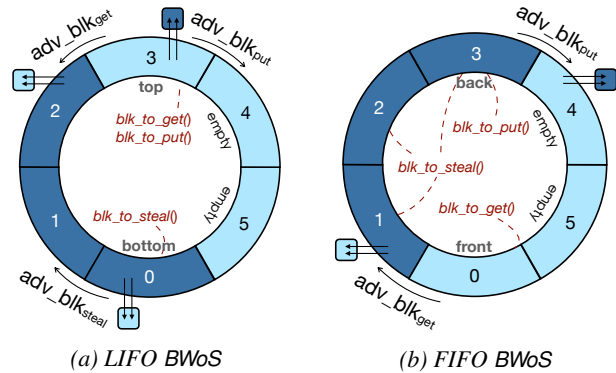 adv_blkget
adv_blkput
3
top
2
4
blk_to_get()
blk_to_put()
empty
empty
1
5
blk_to_steal()
bottom
0
adv_blksteal
(a) LIFO BWoS
adv_blkput
3
back
2
4
blk_to_put()
empty
blk_to_steal()
empty
1
5
blk_to_get()
front
0
adv_blkget
(b) FIFO BWoS